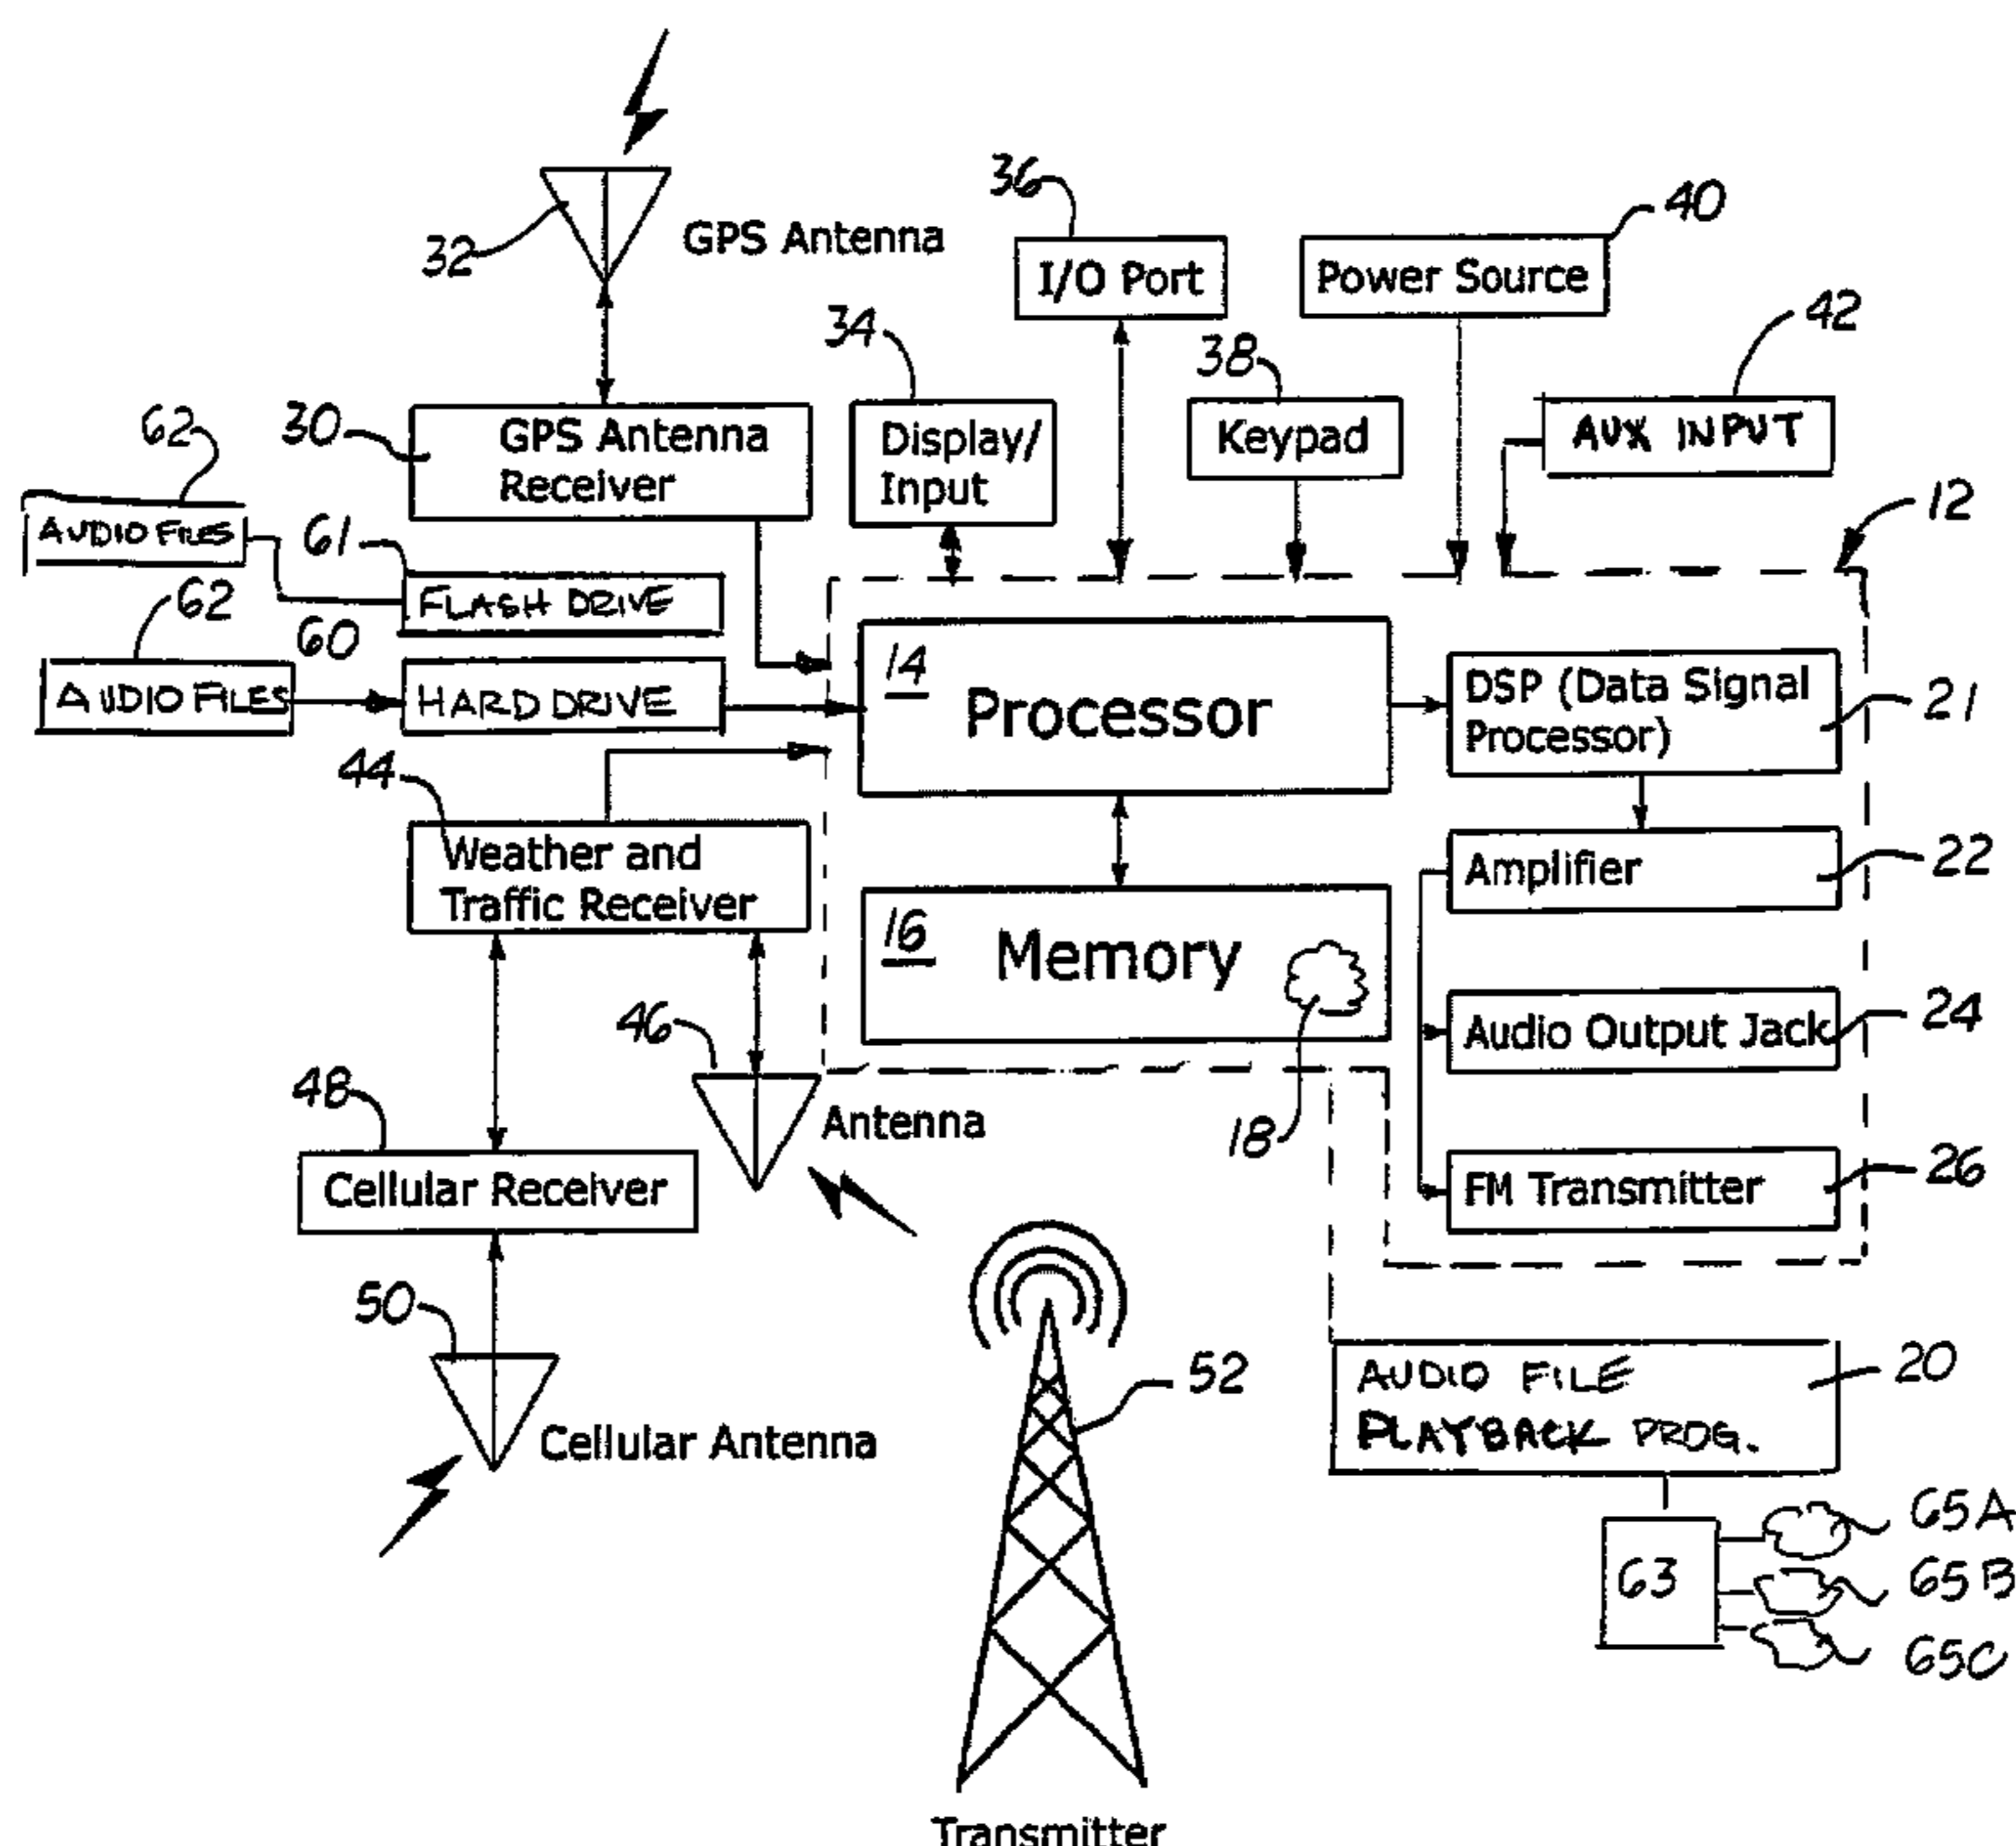 32
GPS Antenna
36
I/O Port
40
Power Source
34
38
42
62
30
GPS Antenna
Receiver
Display/
Input
Keypad
AUX INPUT
12
AUDIO FILES
61
FLASH DRIVE
62
60
AUDIO FILES
HARD DRIVE
14
Processor
DSP (Data Signal
Processor)
21
44
Weather and
Traffic Receiver
Amplifier
22
16
Memory
46
18
Audio Output Jack
24
48
Antenna
Cellular Receiver
FM Transmitter
26
50
Cellular Antenna
52
AUDIO FILE
PLAYBACK PROG.
20
63
65A
65B
65C
Transmitter